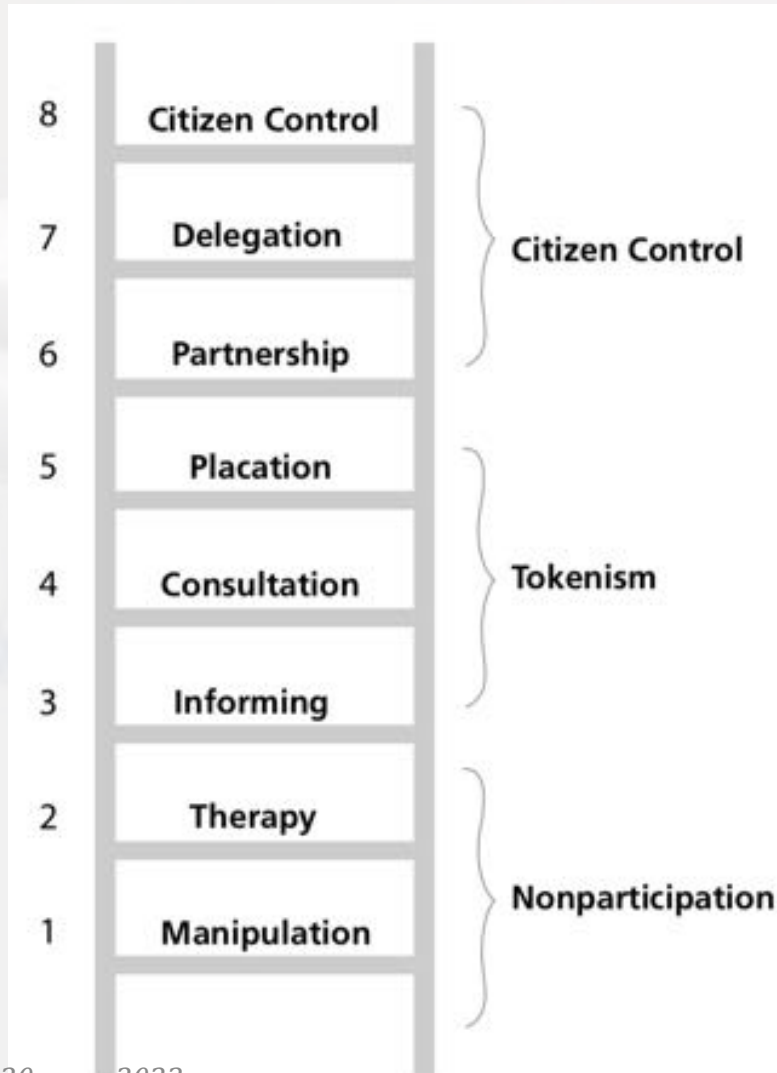 8 Citizen Control
7 Delegation
Citizen Control
6 Partnership
5 Placation
4 Consultation
Tokenism
3 Informing
2 Therapy
Nonparticipation
1 Manipulation